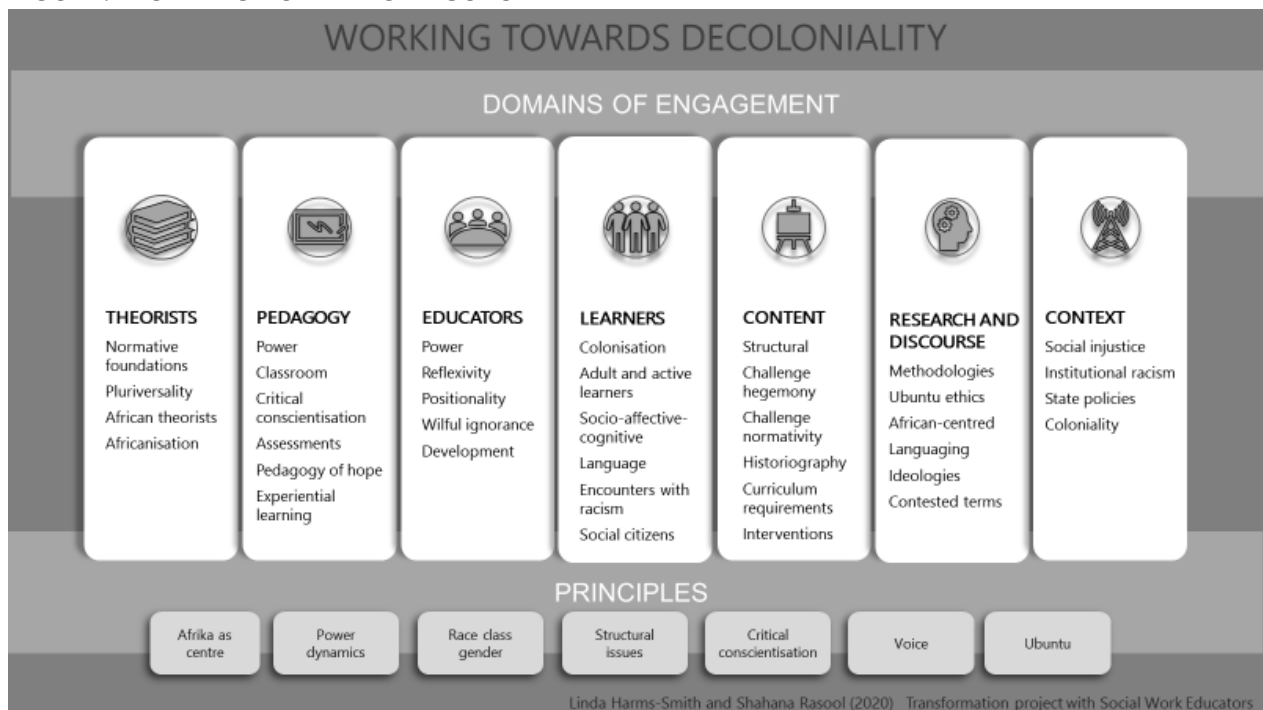 WORKING TOWARDS DECOLONIALITY
DOMAINS OF ENGAGEMENT
THEORISTS
Normative
foundations
Pluriversality
African theorists
Africanisation
PEDAGOGY
Power
Classroom
Critical
conscientisation
Assessments
Pedagogy of hope
Experiential
learning
EDUCATORS
Power
Reflexivity
Positionality
Wilful ignorance
Development
LEARNERS
Colonisation
Adult and active
learners
Socio-affective-
cognitive
Language
Encounters with
racism
Social citizens
CONTENT
Structural
Challenge
hegemony
Challenge
normativity
Historiography
Curriculum
requirements
Interventions
RESEARCH AND
DISCOURSE
Methodologies
Ubuntu ethics
African-centred
Languaging
Ideologies
Contested terms
CONTEXT
Social injustice
Institutional racism
State policies
Coloniality
PRINCIPLES
Afrika as
centre
Power
dynamics
Race class
gender
Structural
issues
Critical
conscientisation
Voice
Ubuntu
Linda Harms-Smith and Shahana Rasool (2020) Transformation project with Social Work Educators